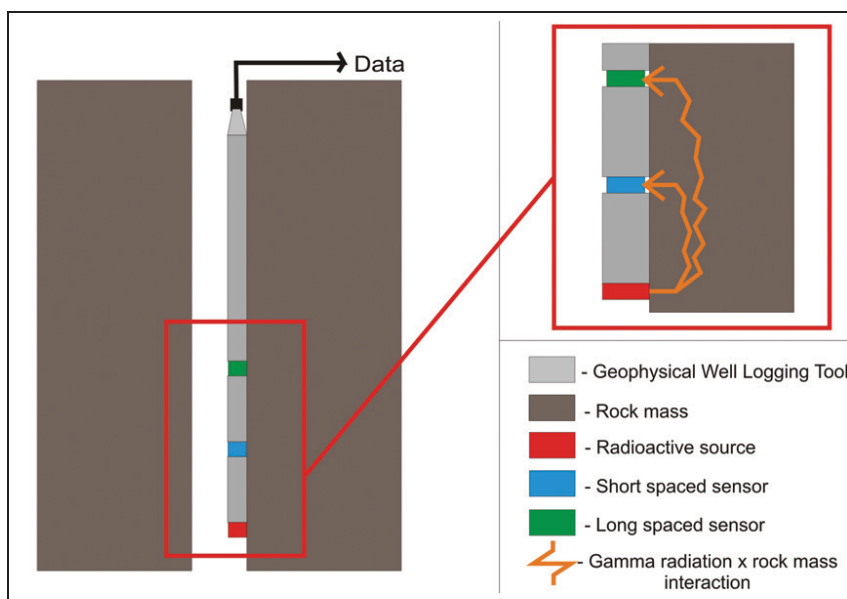 Data
- Geophysical Well Logging Tool
- Rock mass
- Radioactive source
- Short spaced sensor
- Long spaced sensor
- Gamma radiation x rock mass
interaction